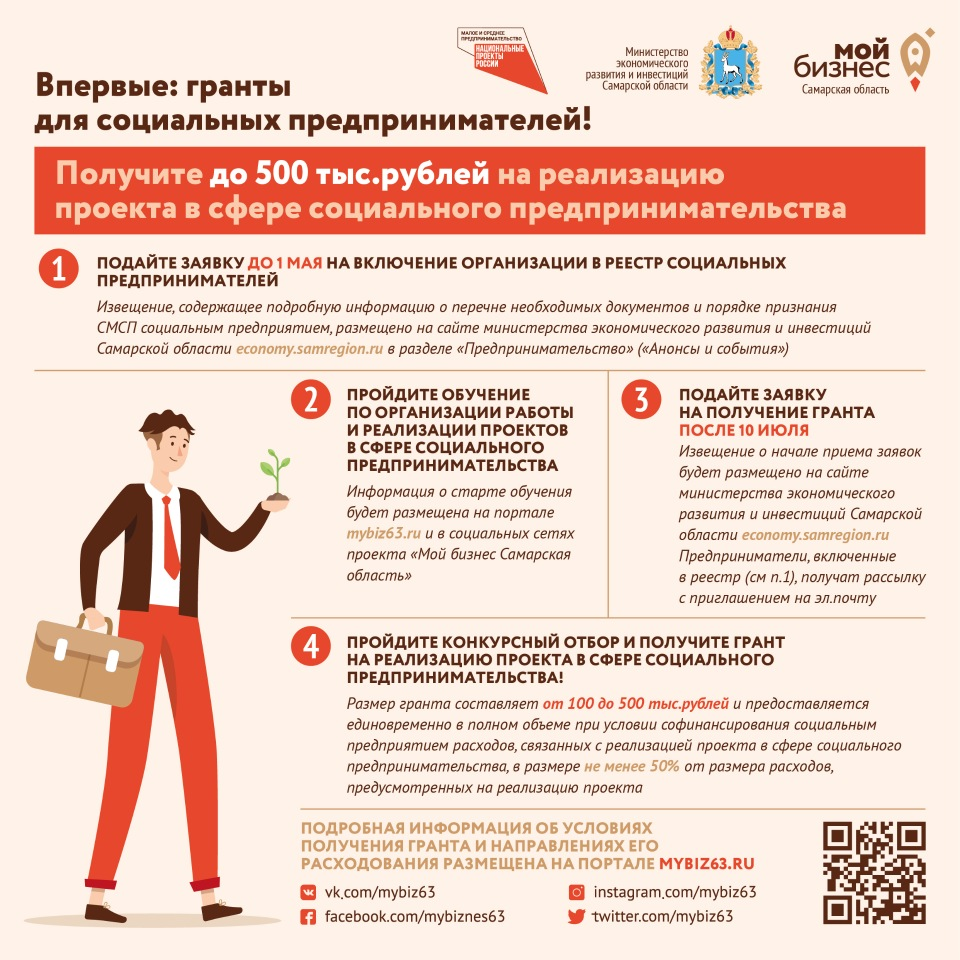 МАЛОЕ И СРЕДНЕЕ
ПРЕДПРИНИМАТЕЛЬСТВО
НАЦИОНАЛЬНЫЕ
ПРОЕКТЫ
РОССИИ
Министерство
экономического
развития и инвестиций
Самарской области
МОЙ
бизнес
Самарская область
Впервые: гранты
для социальных предпринимателей!
Получите до 500 тыс.рублей на реализацию
проекта в сфере социального предпринимательства
1
ПОДАЙТЕ ЗАЯВКУ ДО 1 МАЯ НА ВКЛЮЧЕНИЕ ОРГАНИЗАЦИИ В РЕЕСТР СОЦИАЛЬНЫХ
ПРЕДПРИНИМАТЕЛЕЙ
Извещение, содержащее подробную информацию о перечне необходимых документов и порядке признания
СМСП социальным предприятием, размещено на сайте министерства экономического развития и инвестиций
Самарской области economy.samregion.ru в разделе «Предпринимательство» («Анонсы и события»)
2
ПРОЙДИТЕ ОБУЧЕНИЕ
ПО ОРГАНИЗАЦИИ РАБОТЫ
И РЕАЛИЗАЦИИ ПРОЕКТОВ
В СФЕРЕ СОЦИАЛЬНОГО
ПРЕДПРИНИМАТЕЛЬСТВА
Информация о старте обучения
будет размещена на портале
mybiz63.ru и в социальных сетях
проекта «Мой бизнес Самарская
область»
3
ПОДАЙТЕ ЗАЯВКУ
НА ПОЛУЧЕНИЕ ГРАНТА
ПОСЛЕ 10 ИЮЛЯ
Извещение о начале приема заявок
будет размещено на сайте
министерства экономического
развития и инвестиций Самарской
области economy.samregion.ru
Предприниматели, включенные
в реестр (см п.1), получат рассылку
с приглашением на эл.почту
4
ПРОЙДИТЕ КОНКУРСНЫЙ ОТБОР И ПОЛУЧИТЕ ГРАНТ
НА РЕАЛИЗАЦИЮ ПРОЕКТА В СФЕРЕ СОЦИАЛЬНОГО
ПРЕДПРИНИМАТЕЛЬСТВА!
Размер гранта составляет от 100 до 500 тыс.рублей и предоставляется
единовременно в полном объеме при условии софинансирования социальным
предприятием расходов, связанных с реализацией проекта в сфере социального
предпринимательства, в размере не менее 50% от размера расходов,
предусмотренных на реализацию проекта
ПОДРОБНАЯ ИНФОРМАЦИЯ ОБ УСЛОВИЯХ
ПОЛУЧЕНИЯ ГРАНТА И НАПРАВЛЕНИЯХ ЕГО
РАСХОДОВАНИЯ РАЗМЕЩЕНА НА ПОРТАЛЕ MYBIZ63.RU
vk.com/mybiz63
instagram.com/mybiz63
facebook.com/mybiznes63
twitter.com/mybiz63